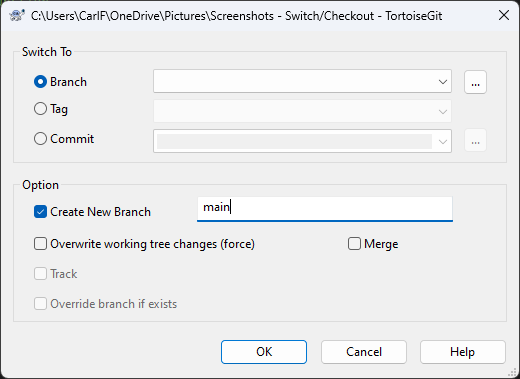 C:\Users\CarlF\OneDrive\Pictures\Screenshots - Switch/Checkout - TortoiseGit
Switch To
Branch
...
Tag
Commit
...
Option
Create New Branch
main
Overwrite working tree changes (force)
Merge
Track
Override branch if exists
OK
Cancel
Help